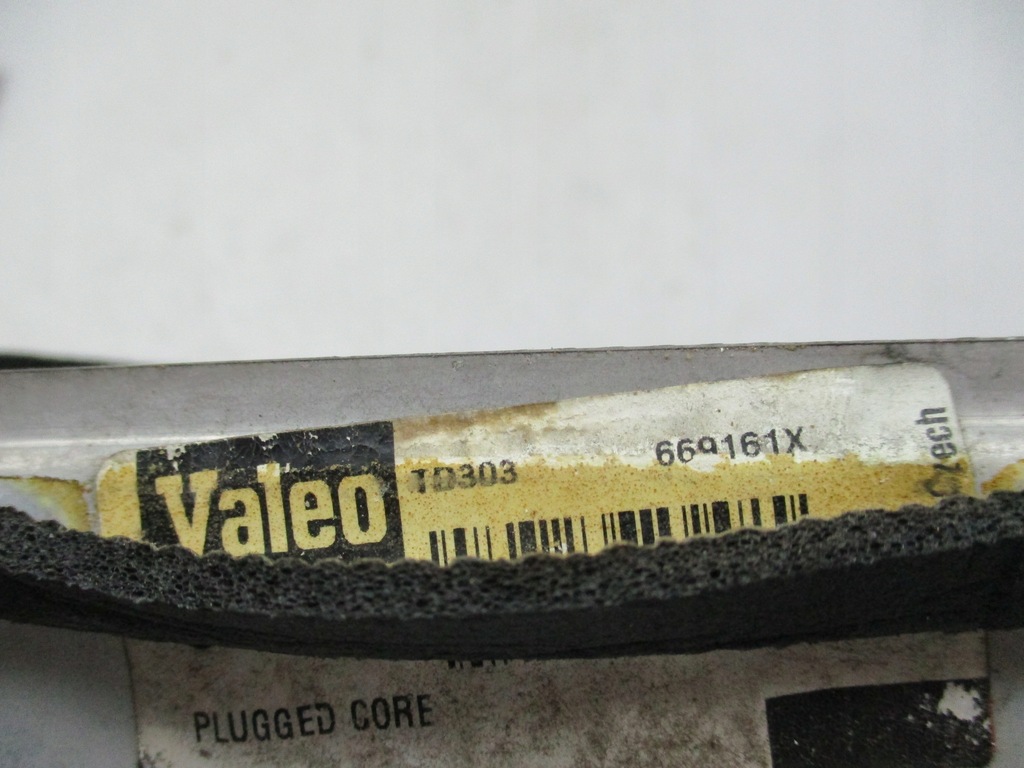 Valeo
TD303
669161X
Czech
PLUGGED CORE